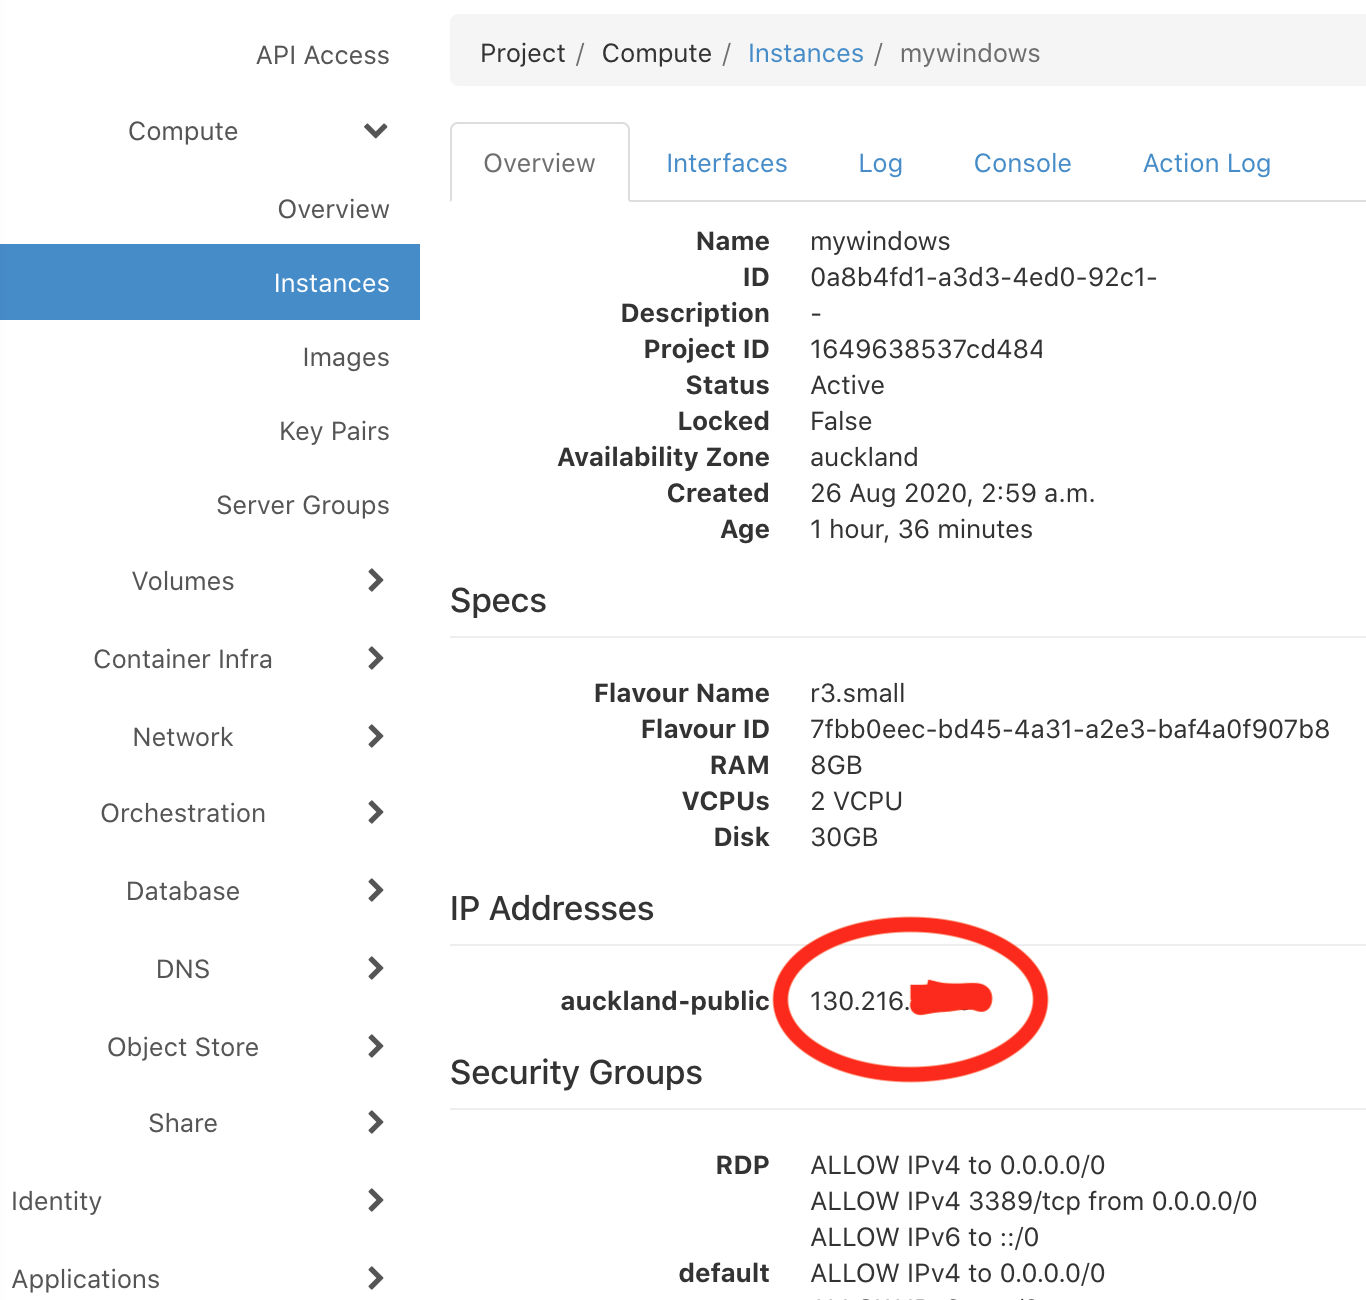 API Access
Compute
Overview
Instances
Images
Key Pairs
Server Groups
Volumes
Container Infra
Network
Orchestration
Database
DNS
Object Store
Share
Identity
Applications
Project / Compute / Instances / mywindows
Overview Interfaces Log Console Action Log
Name mywindows
ID 0a8b4fd1-a3d3-4ed0-92c1-
Description -
Project ID 1649638537cd484
Status Active
Locked False
Availability Zone auckland
Created 26 Aug 2020, 2:59 a.m.
Age 1 hour, 36 minutes
Specs
Flavour Name r3.small
Flavour ID 7fbb0eec-bd45-4a31-a2e3-baf4a0f907b8
RAM 8GB
VCPUs 2 VCPU
Disk 30GB
IP Addresses
auckland-public 130.216.
Security Groups
RDP ALLOW IPv4 to 0.0.0.0/0
ALLOW IPv4 3389/tcp from 0.0.0.0/0
ALLOW IPv6 to ::/0
default ALLOW IPv4 to 0.0.0.0/0